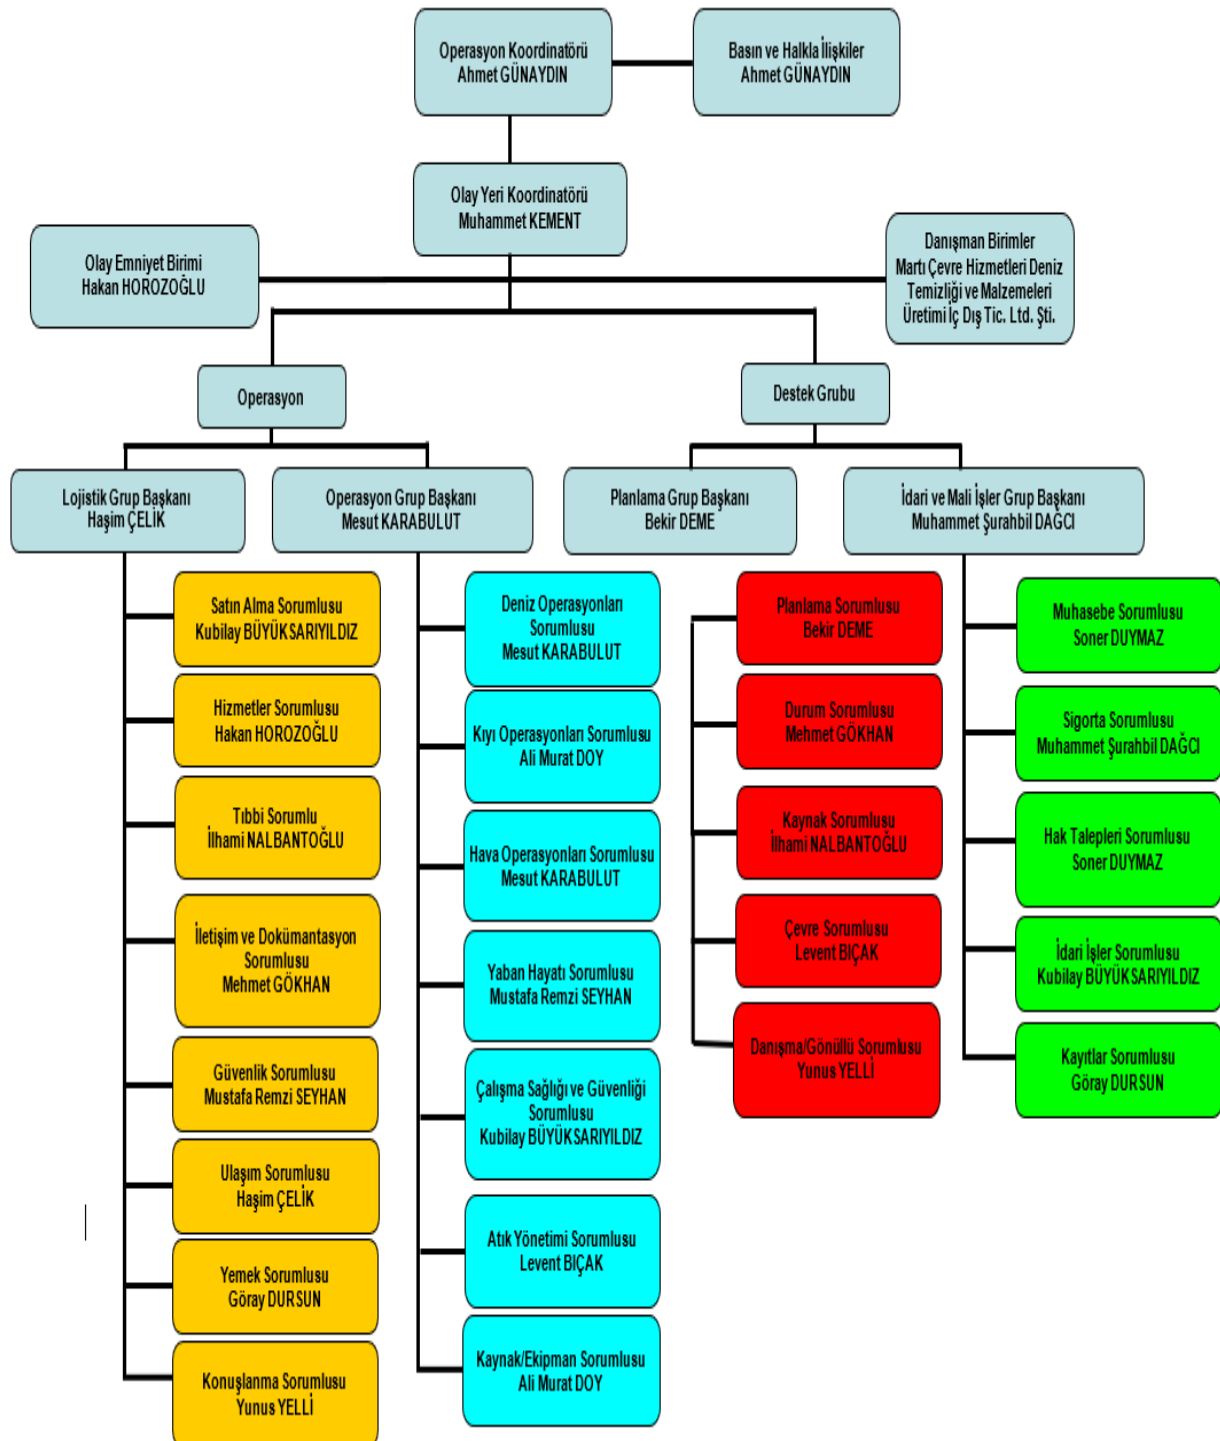 Operasyon Koordinatörü
Ahmet GÜNAYDIN
Basın ve Halkla İlişkiler
Ahmet GÜNAYDIN
Olay Yeri Koordinatörü
Muhammet KEMENT
Olay Emniyet Birimi
Hakan HOROZOĞLU
Danışman Birimler
Martı Çevre Hizmetleri Deniz
Temizliği ve Malzemeleri
Üretimi İç Dış Tic. Ltd. Şti.
Operasyon
Destek Grubu
Lojistik Grup Başkanı
Haşim ÇELİK
Operasyon Grup Başkanı
Mesut KARABULUT
Planlama Grup Başkanı
Bekir DEME
İdari ve Mali İşler Grup Başkanı
Muhammet Şurahbil DAĞCI
Satın Alma Sorumlusu
Kubilay BÜYÜKSARIYILDIZ
Hizmetler Sorumlusu
Hakan HOROZOĞLU
Tıbbi Sorumlu
İlhami NALBANTOĞLU
İletişim ve Dokümantasyon
Sorumlusu
Mehmet GÖKHAN
Güvenlik Sorumlusu
Mustafa Remzi SEYHAN
Ulaşım Sorumlusu
Haşim ÇELİK
Yemek Sorumlusu
Göray DURSUN
Konuşlanma Sorumlusu
Yunus YELLİ
Deniz Operasyonları
Sorumlusu
Mesut KARABULUT
Kıyı Operasyonları Sorumlusu
Ali Murat DOY
Hava Operasyonları Sorumlusu
Mesut KARABULUT
Yaban Hayatı Sorumlusu
Mustafa Remzi SEYHAN
Çalışma Sağlığı ve Güvenliği
Sorumlusu
Kubilay BÜYÜKSARIYILDIZ
Atık Yönetimi Sorumlusu
Levent BIÇAK
Kaynak/Ekipman Sorumlusu
Ali Murat DOY
Planlama Sorumlusu
Bekir DEME
Durum Sorumlusu
Mehmet GÖKHAN
Kaynak Sorumlusu
İlhami NALBANTOĞLU
Çevre Sorumlusu
Levent BIÇAK
Danışma/Gönüllü Sorumlusu
Yunus YELLİ
Muhasebe Sorumlusu
Soner DUYMAZ
Sigorta Sorumlusu
Muhammet Şurahbil DAĞCI
Hak Talepleri Sorumlusu
Soner DUYMAZ
İdari İşler Sorumlusu
Kubilay BÜYÜKSARIYILDIZ
Kayıtlar Sorumlusu
Göray DURSUN